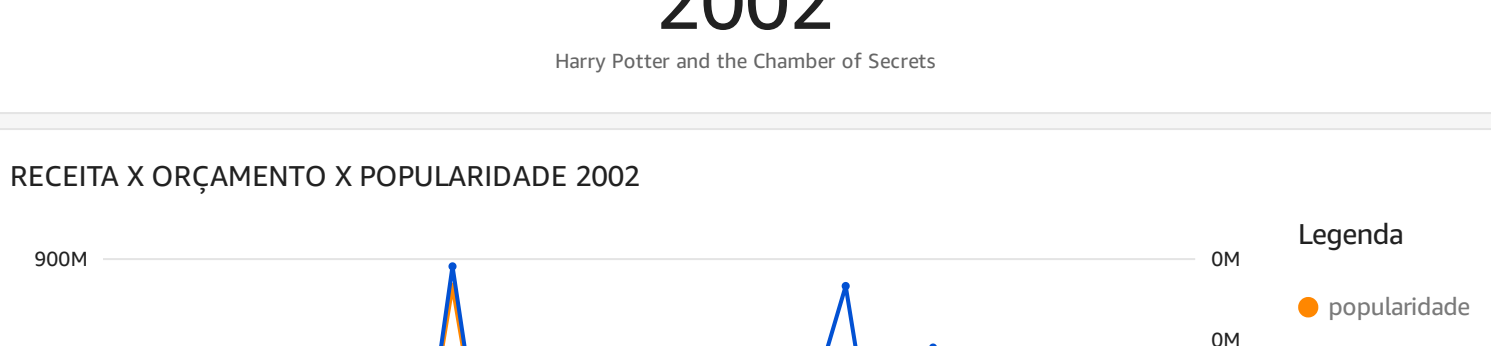 2002
Harry Potter and the Chamber of Secrets
RECEITA X ORÇAMENTO X POPULARIDADE 2002
900M
0M
Legenda
popularidade
0M